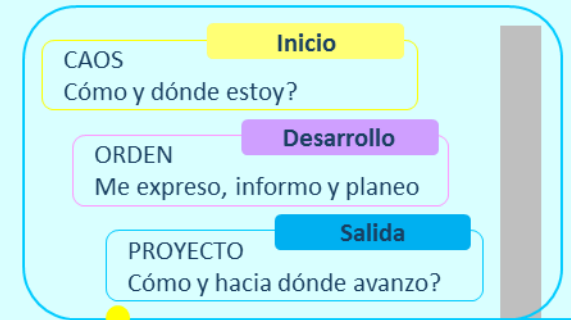 Inicio
CAOS
Cómo y dónde estoy?
Desarrollo
ORDEN
Me expreso, informo y planeo
Salida
PROYECTO
Cómo y hacia dónde avanzo?